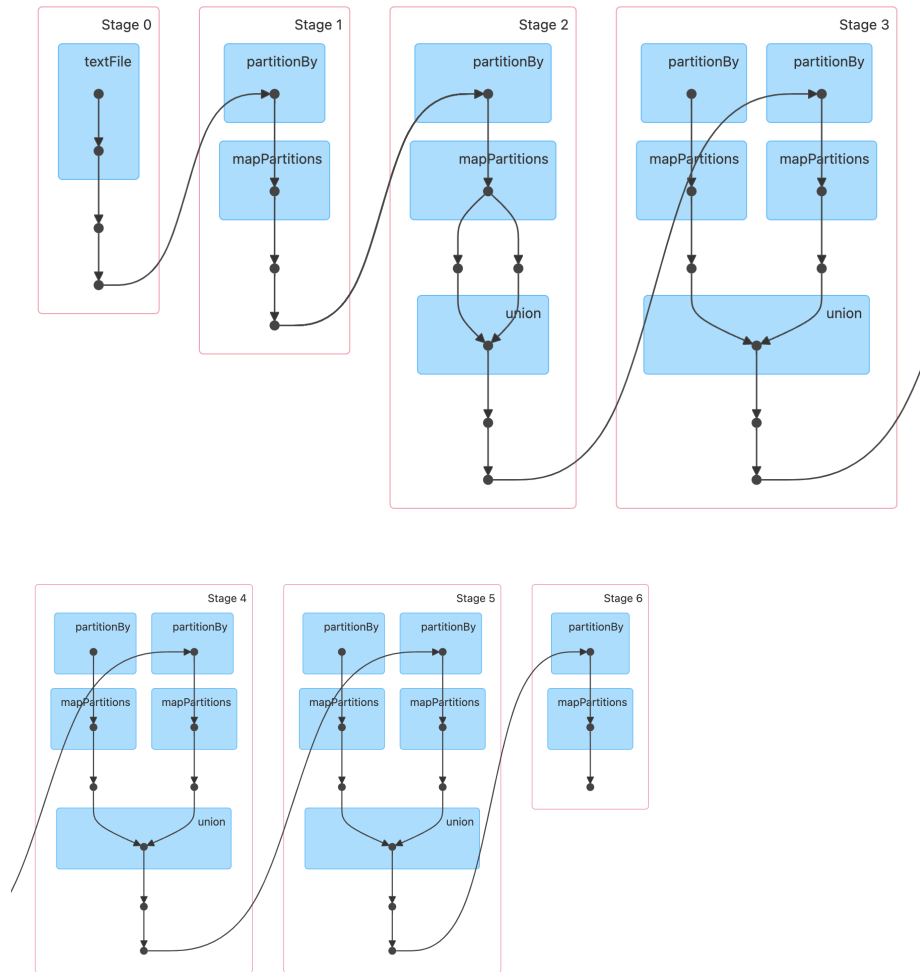 Stage 0
textFile
Stage 1
partitionBy
mapPartitions
Stage 2
partitionBy
mapPartitions
union
Stage 3
partitionBy
partitionBy
mapPartitions
mapPartitions
union
Stage 4
partitionBy
partitionBy
mapPartitions
mapPartitions
union
Stage 5
partitionBy
partitionBy
mapPartitions
mapPartitions
union
Stage 6
partitionBy
mapPartitions